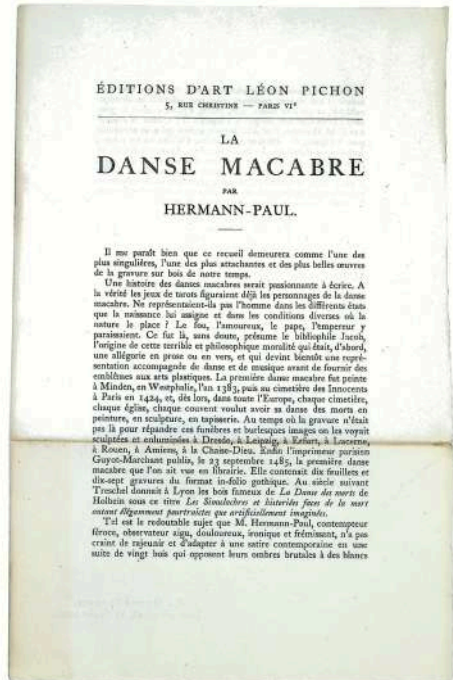 ÉDITIONS D'ART LÉON PICHON
5, RUE CHRISTINE — PARIS VIᵉ
LA
DANSE MACABRE
PAR
HERMANN-PAUL.
Il me paraît bien que ce recueil demeurera comme l'une des
plus singulières, l'une des plus attachantes et des plus belles œuvres
de la gravure sur bois de notre temps.
Une histoire des danses macabres serait passionnante à écrire. A
la vérité les jeux de tarots figuraient déjà les personnages de la danse
macabre. Ne représentaient-ils pas l'homme dans les différents états
que la naissance lui assigne et dans les conditions diverses où la
nature le place ? Le fou, l'amoureux, le pape, l'empereur y
paraissaient. Ce fut là, sans doute, présume le bibliophile Jacob,
l'origine de cette terrible et philosophique moralité qui était, d'abord,
une allégorie en prose ou en vers, et qui devint bientôt une repré-
sentation accompagnée de danse et de musique avant de fournir des
emblèmes aux arts plastiques. La première danse macabre fut peinte
à Minden, en Westphalie, l'an 1383, puis au cimetière des Innocents
à Paris en 1424, et, dès lors, dans toute l'Europe, chaque cimetière,
chaque église, chaque couvent voulut avoir sa danse des morts en
peinture, en sculpture, en tapisserie. Au temps où la gravure n'était
pas là pour répandre ces funèbres et burlesques images on les voyait
sculptées et enluminées à Dresde, à Leipzig, à Erfurt, à Lucerne,
à Rouen, à Amiens, à la Chaise-Dieu. Enfin l'imprimeur parisien
Guyot-Marchant publia, le 23 septembre 1485, la première danse
macabre que l'on ait vue en librairie. Elle contenait dix feuillets et
dix-sept gravures du format in-folio gothique. Au siècle suivant
Treschel donnait à Lyon les bois fameux de La Danse des morts de
Holbein sous ce titre Les Simulachres et historiées faces de la mort
autant élégamment pourtraictes que artificiellement imaginées.
Tel est le redoutable sujet que M. Hermann-Paul, contempteur
féroce, observateur aigu, douloureux, ironique et frémissant, n'a pas
craint de rajeunir et d'adapter à une satire contemporaine en une
suite de vingt bois qui opposent leurs ombres brutales à des blancs